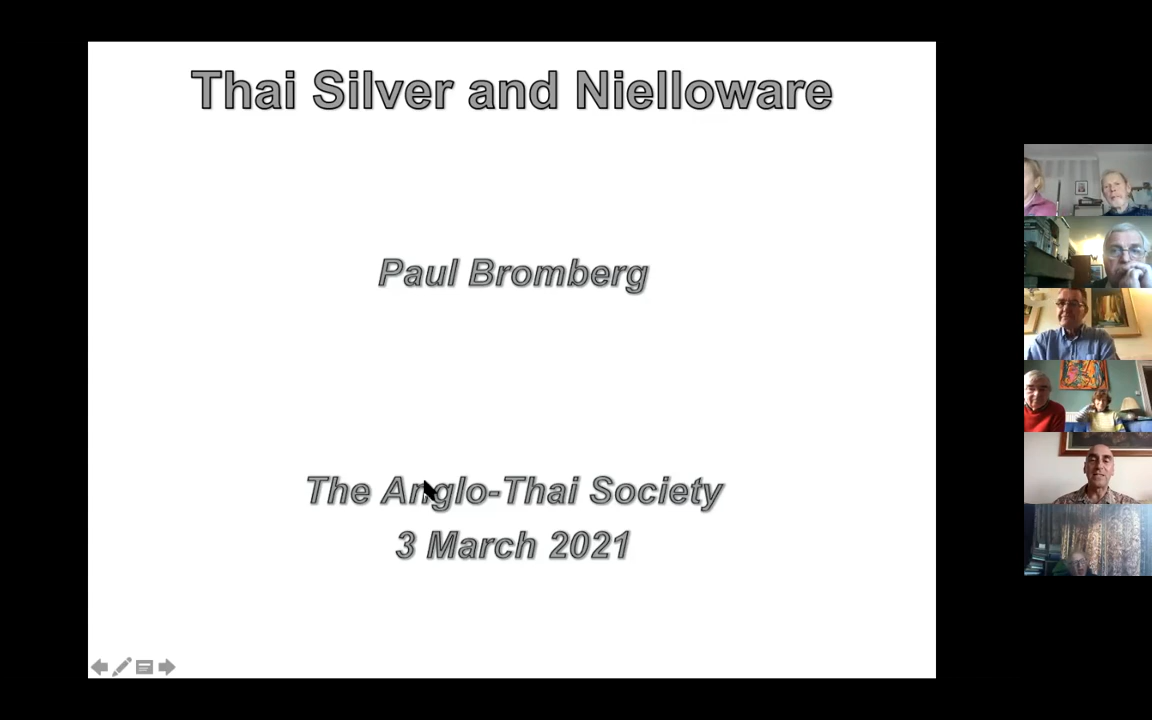 Thai Silver and Nielloware
Paul Bromberg
The Anglo-Thai Society
3 March 2021